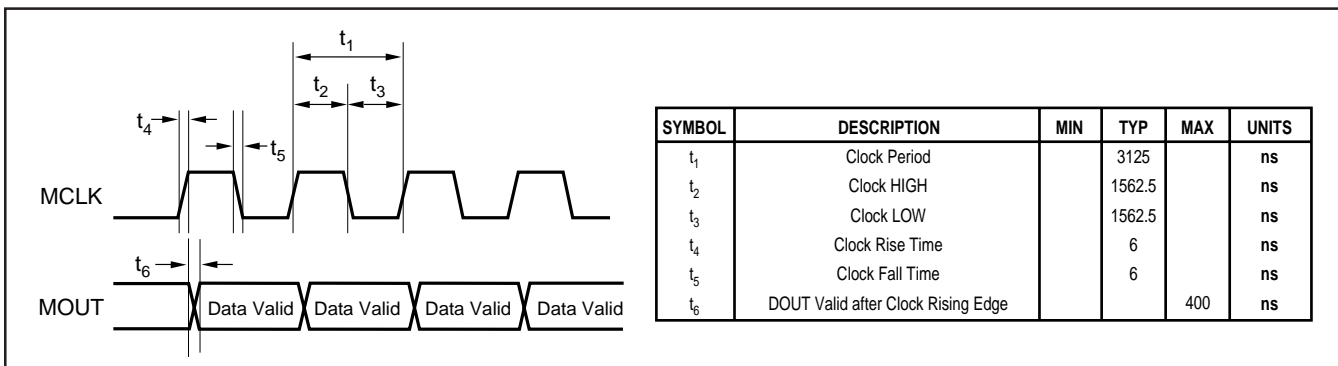 t1
t2 t3
t4
t5
MCLK
t6
MOUT Data Valid Data Valid Data Valid Data Valid
SYMBOL DESCRIPTION MIN TYP MAX UNITS
t1 Clock Period 3125 ns
t2 Clock HIGH 1562.5 ns
t3 Clock LOW 1562.5 ns
t4 Clock Rise Time 6 ns
t5 Clock Fall Time 6 ns
t6 DOUT Valid after Clock Rising Edge 400 ns